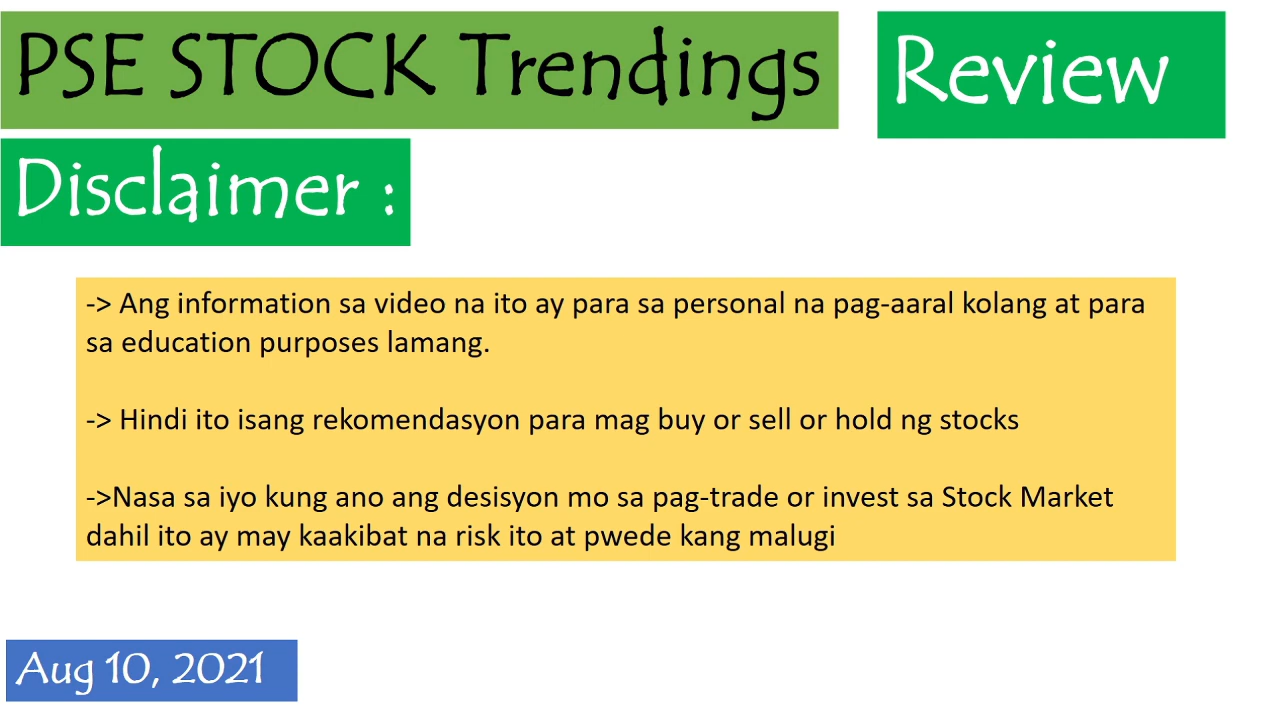 PSE STOCK Trendings Review
Disclaimer :
-> Ang information sa video na ito ay para sa personal na pag-aaral kolang at para
sa education purposes lamang.
-> Hindi ito isang rekomendasyon para mag buy or sell or hold ng stocks
->Nasa sa iyo kung ano ang desisyon mo sa pag-trade or invest sa Stock Market
dahil ito ay may kaakibat na risk ito at pwede kang malugi
Aug 10, 2021